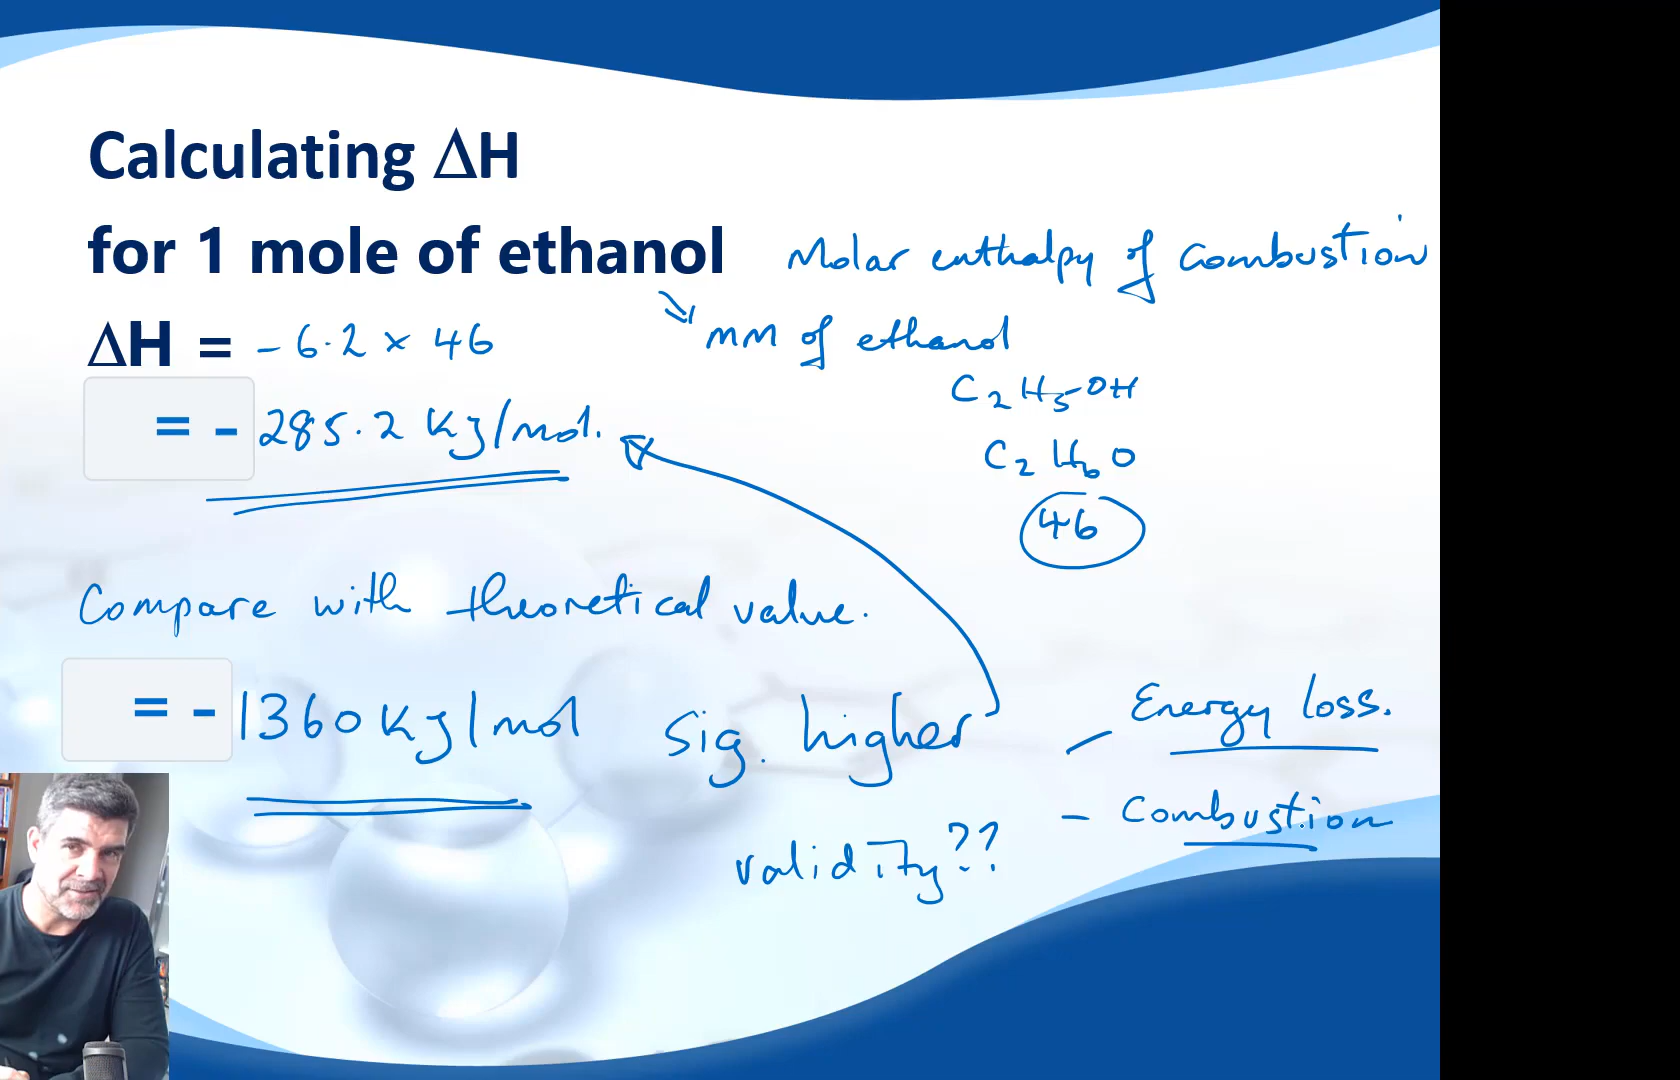 Calculating ΔH
for 1 mole of ethanol Molar enthalpy of combustion
ΔH = - 6.2 × 46 mM of ethanol
C2H5OH
= - 285.2 KJ/mol.
C2H6O
46
Compare with theoretical value.
= - 1360 KJ/mol sig. higher - Energy loss.
- Combustion
validity??